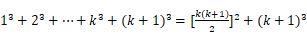 1³ + 2³ + ⋯ + k³ + (k + 1)³ = [k(k+1)/2]² + (k + 1)³